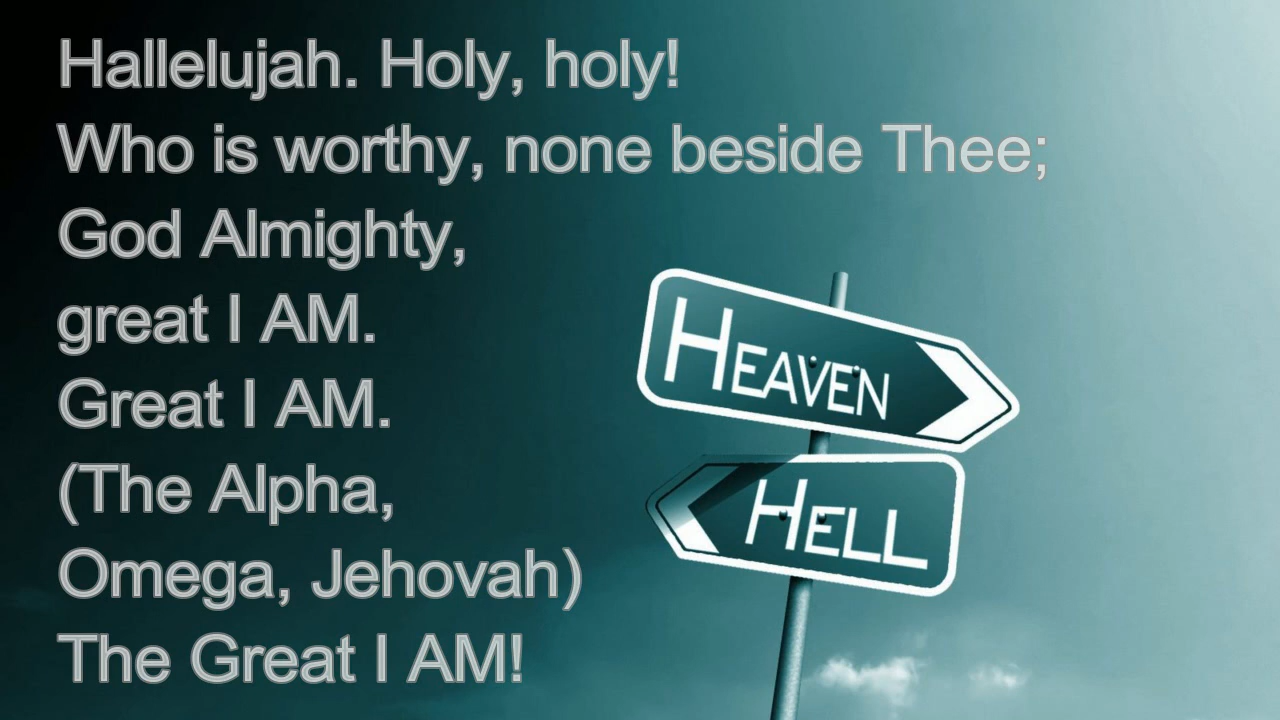 Hallelujah. Holy, holy!
Who is worthy, none beside Thee;
God Almighty,
great I AM.
Great I AM.
(The Alpha,
Omega, Jehovah)
The Great I AM!
HEAVEN
HELL